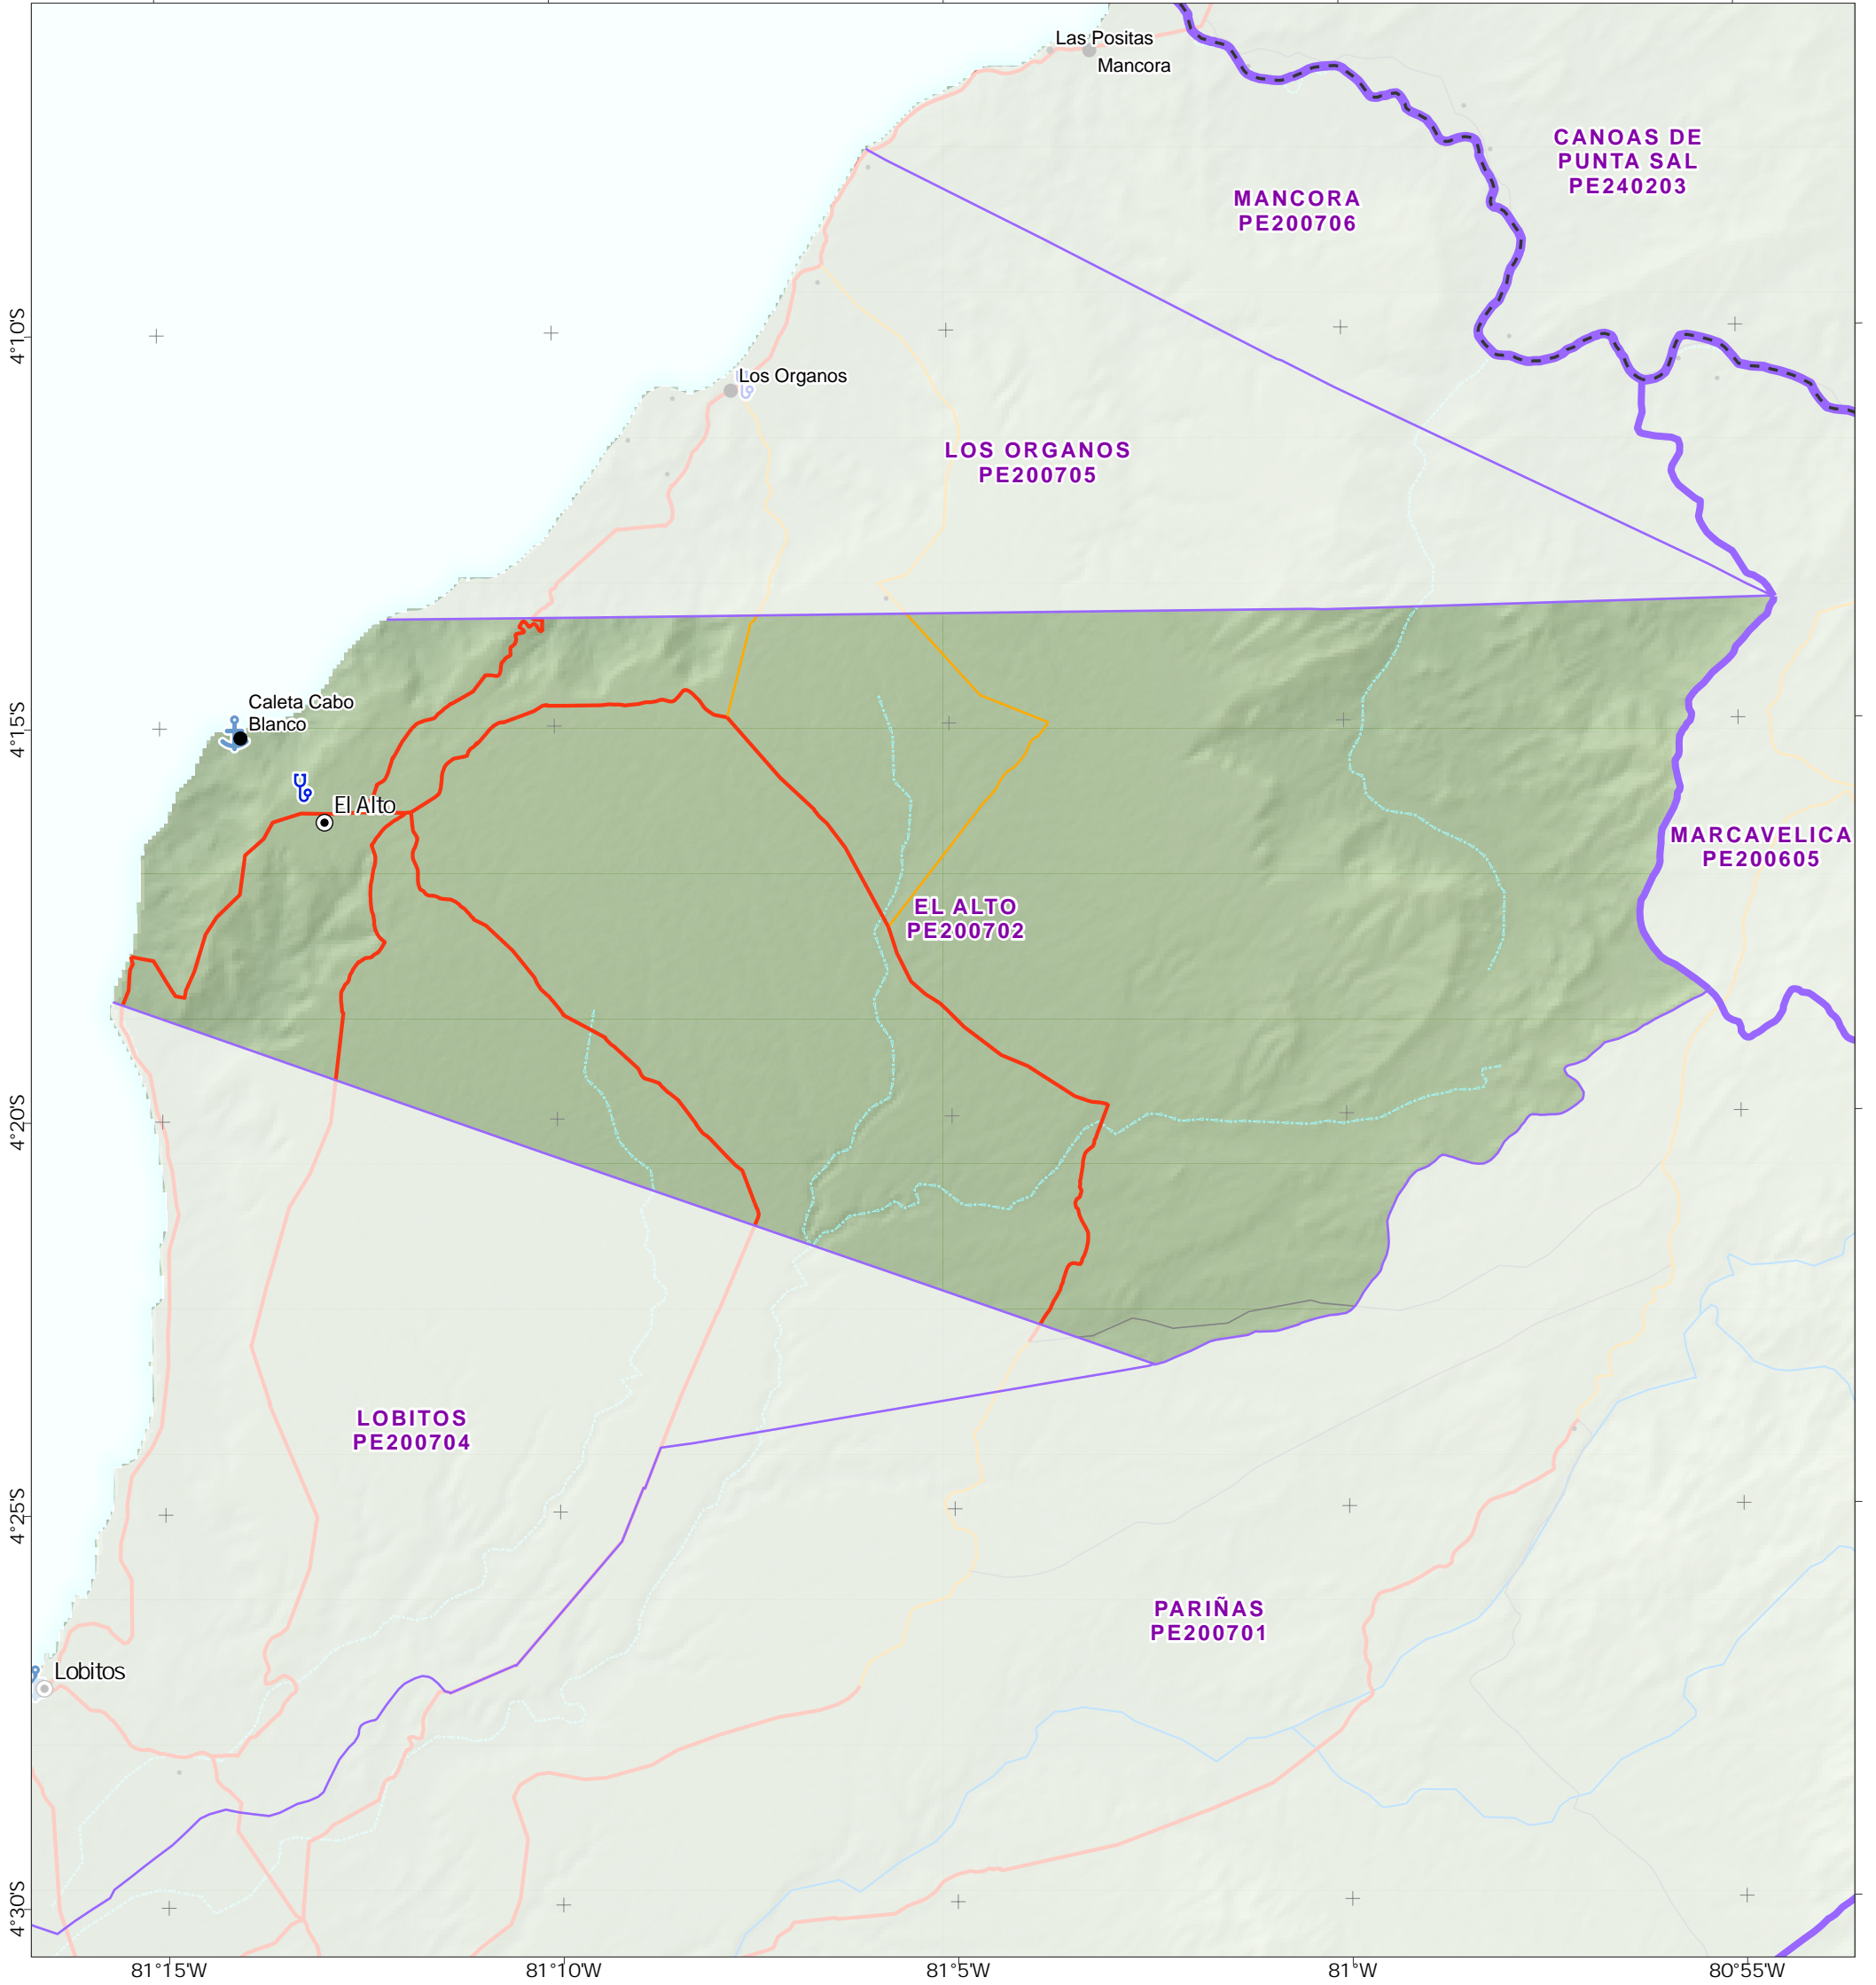 Las Positas
Mancora
CANOAS DE
PUNTA SAL
PE240203
MANCORA
PE200706
4°10'S
Los Organos
LOS ORGANOS
PE200705
Caleta Cabo
Blanco
4°15'S
El Alto
MARCAVELICA
PE200605
EL ALTO
PE200702
4°20'S
LOBITOS
PE200704
4°25'S
PARIÑAS
PE200701
Lobitos
4°30'S
81°15'W
81°10'W
81°5'W
81°W
80°55'W